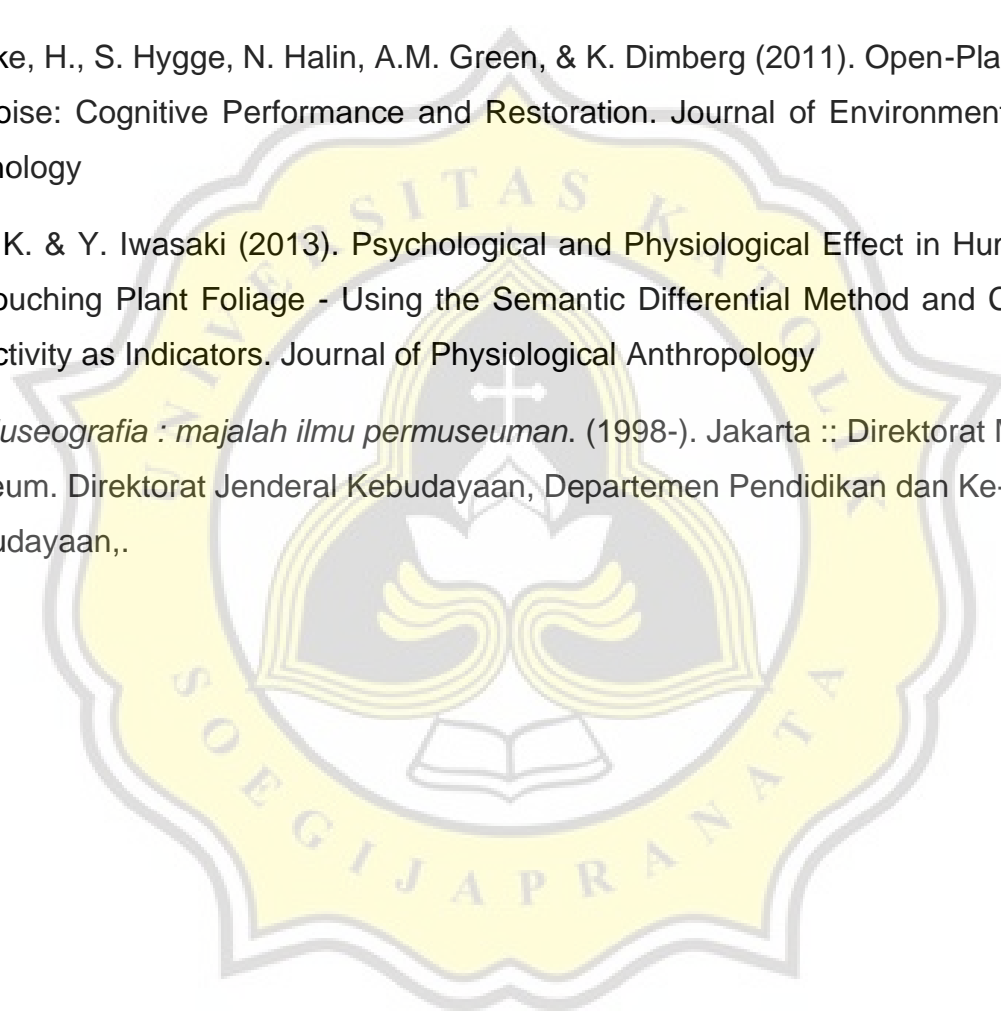 ke, H., S. Hygge, N. Halin, A.M. Green, & K. Dimberg (2011). Open-Pla
oise: Cognitive Performance and Restoration. Journal of Environment
nology
K. & Y. Iwasaki (2013). Psychological and Physiological Effect in Hu
ouching Plant Foliage - Using the Semantic Differential Method and
ctivity as Indicators. Journal of Physiological Anthropology
useografia : majalah ilmu permuseuman. (1998-). Jakarta :: Direktorat
eum. Direktorat Jenderal Kebudayaan, Departemen Pendidikan dan Ke-
udayaan,.
UNIVERSITAS KATOLIK
SOEGIJAPRANATA